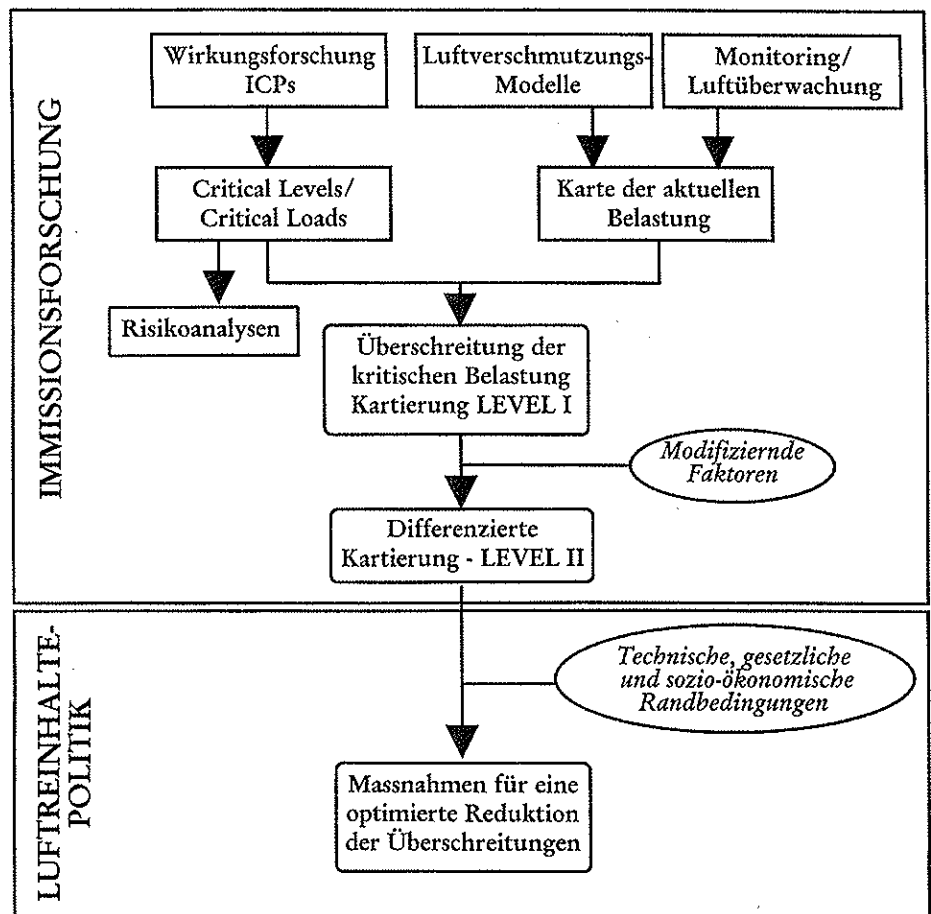 IMMISSIONSFORSCHUNG
Wirkungsforschung
ICPs
Luftverschmutzungs-
Modelle
Monitoring/
Luftüberwachung
Critical Levels/
Critical Loads
Karte der aktuellen
Belastung
Risikoanalysen
Überschreitung der
kritischen Belastung
Kartierung LEVEL I
Modifiziernde
Faktoren
Differenzierte
Kartierung - LEVEL II
LUFTREINHALTE-
POLITIK
Technische, gesetzliche
und sozio-ökonomische
Randbedingungen
Massnahmen für eine
optimierte Reduktion
der Überschreitungen